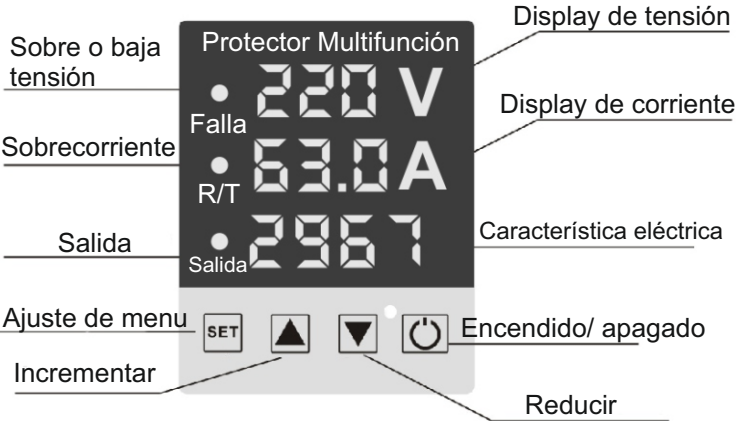 Display de tensión
Sobre o baja
tensión
Protector Multifunción
220 V
Falla
Display de corriente
Sobrecorriente
63.0 A
R/T
Salida
2967
Salida
Característica eléctrica
Ajuste de menu
SET
Encendido/ apagado
Incrementar
Reducir